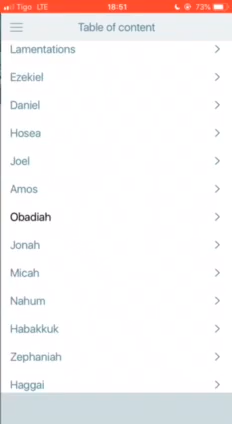 Tigo LTE 18:51 73%
Table of content
Lamentations
Ezekiel
Daniel
Hosea
Joel
Amos
Obadiah
Jonah
Micah
Nahum
Habakkuk
Zephaniah
Haggai